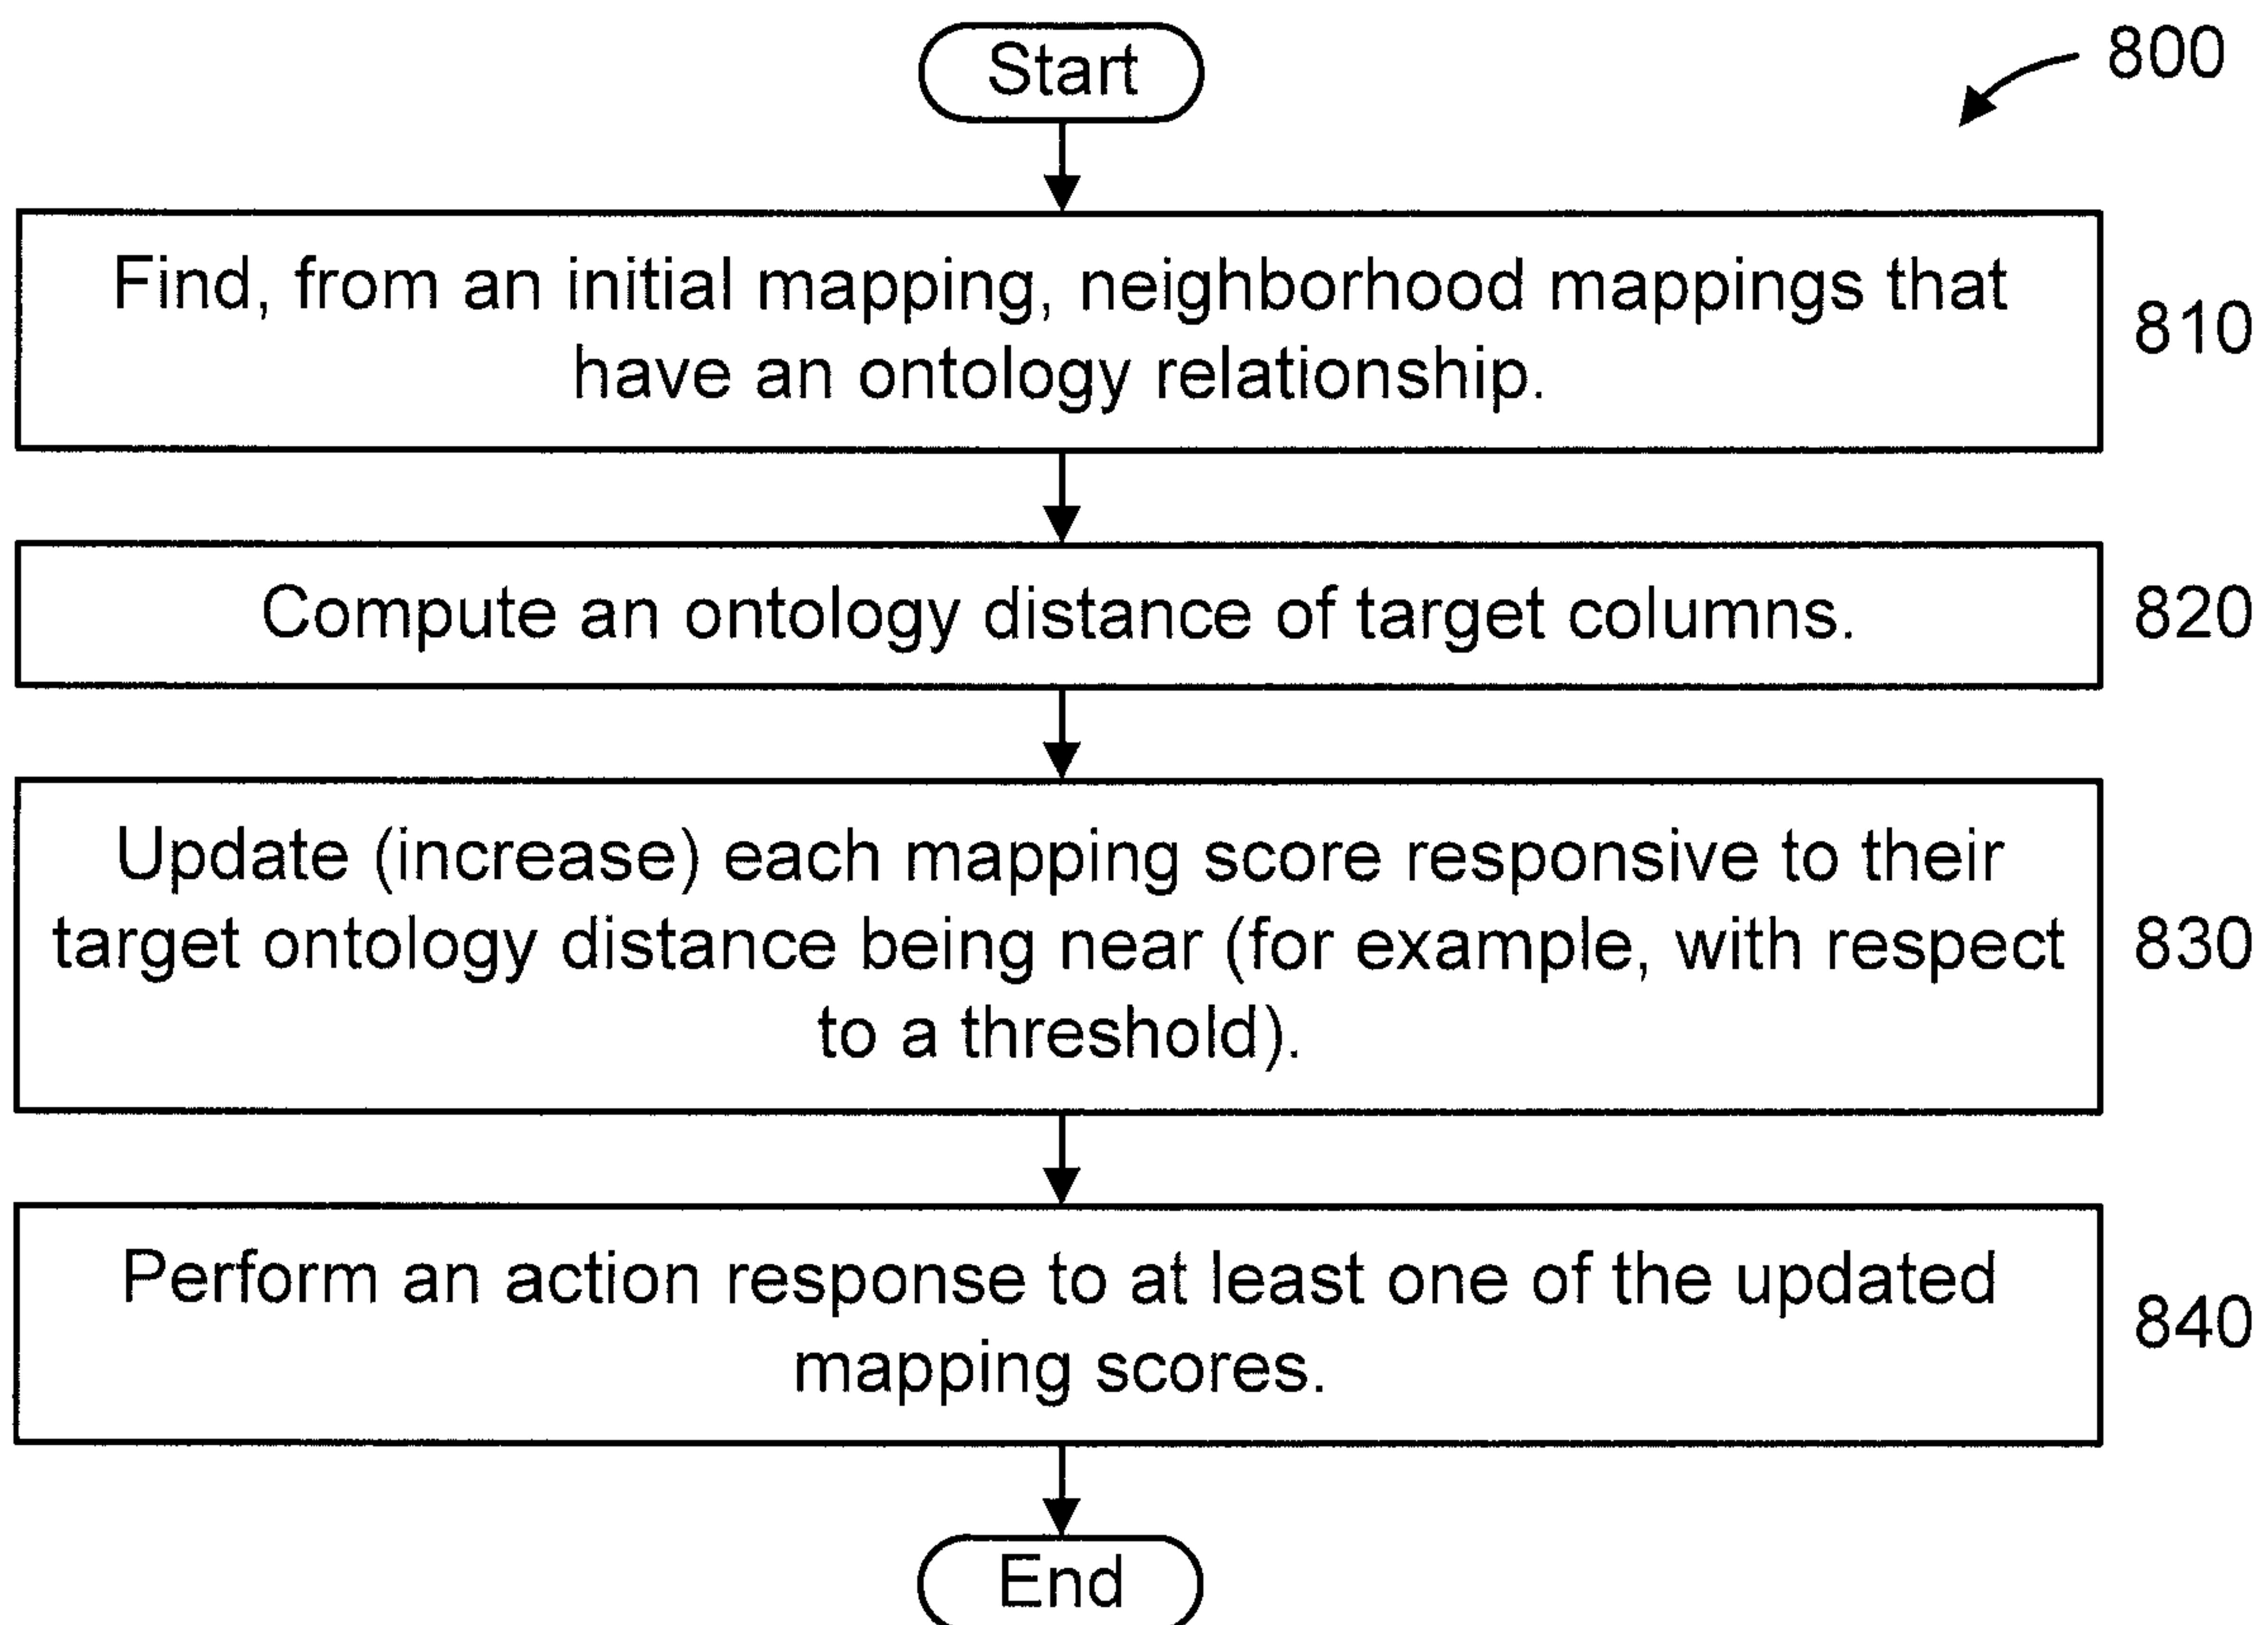 Start
800
Find, from an initial mapping, neighborhood mappings that
have an ontology relationship.
810
Compute an ontology distance of target columns.
820
Update (increase) each mapping score responsive to their
target ontology distance being near (for example, with respect
to a threshold).
830
Perform an action response to at least one of the updated
mapping scores.
840
End